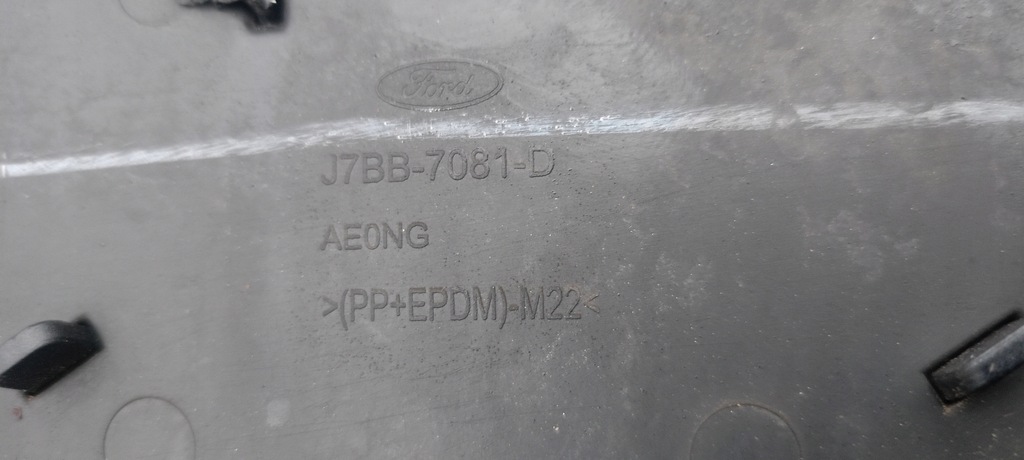 Ford
J7BB-7081-D
AE0NG
>(PP+EPDM)-M22<